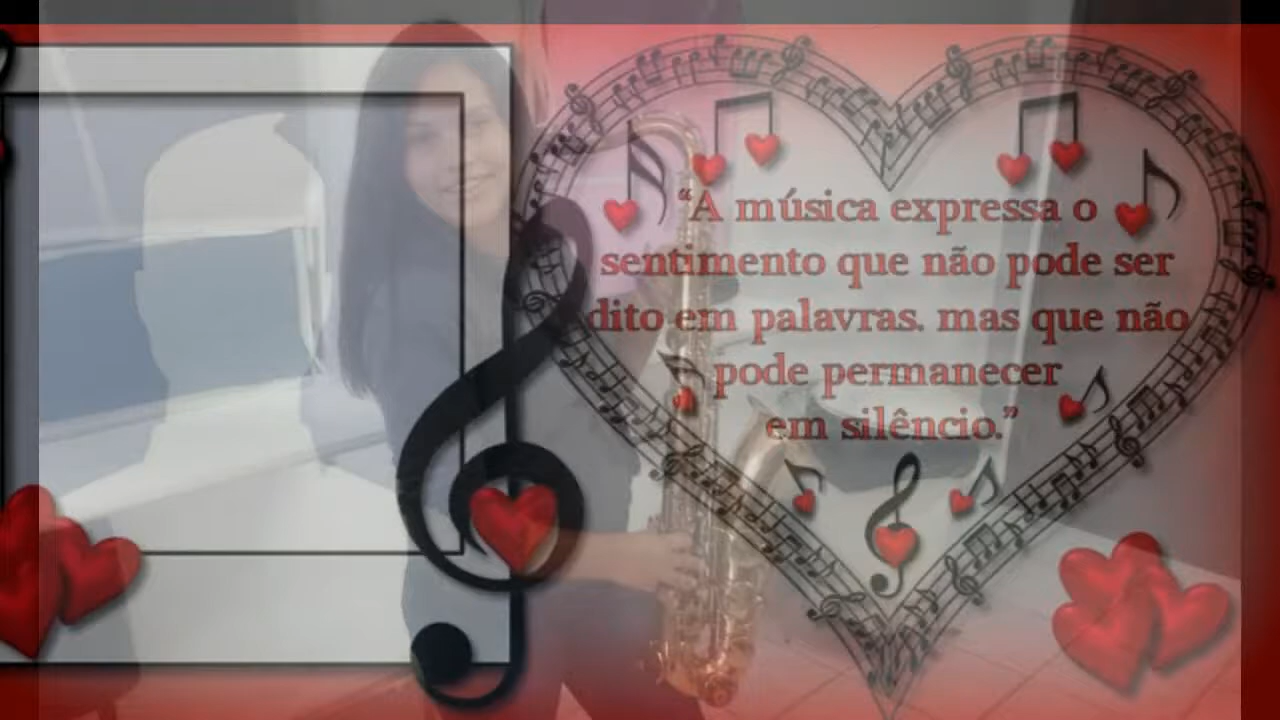 “A música expressa o
sentimento que não pode ser
dito em palavras. mas que não
pode permanecer
em silêncio.”